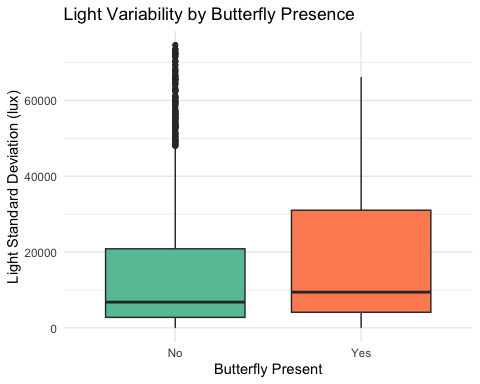 Light Variability by Butterfly Presence
Light Standard Deviation (lux)
60000
40000
20000
0
No Yes
Butterfly Present